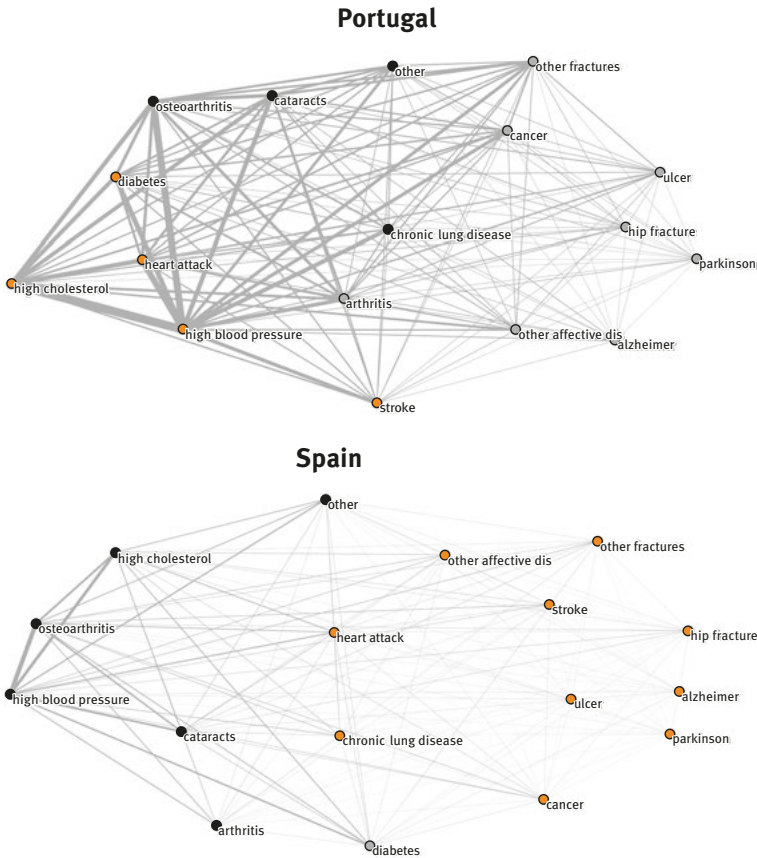 Portugal
other
other fractures
osteoarthritis
cataracts
cancer
diabetes
ulcer
chronic lung disease
hip fracture
heart attack
parkinson
high cholesterol
arthritis
high blood pressure
other affective dis
alzheimer
stroke
Spain
other
high cholesterol
other affective dis
other fractures
stroke
osteoarthritis
heart attack
hip fracture
high blood pressure
ulcer
alzheimer
cataracts
chronic lung disease
parkinson
cancer
arthritis
diabetes